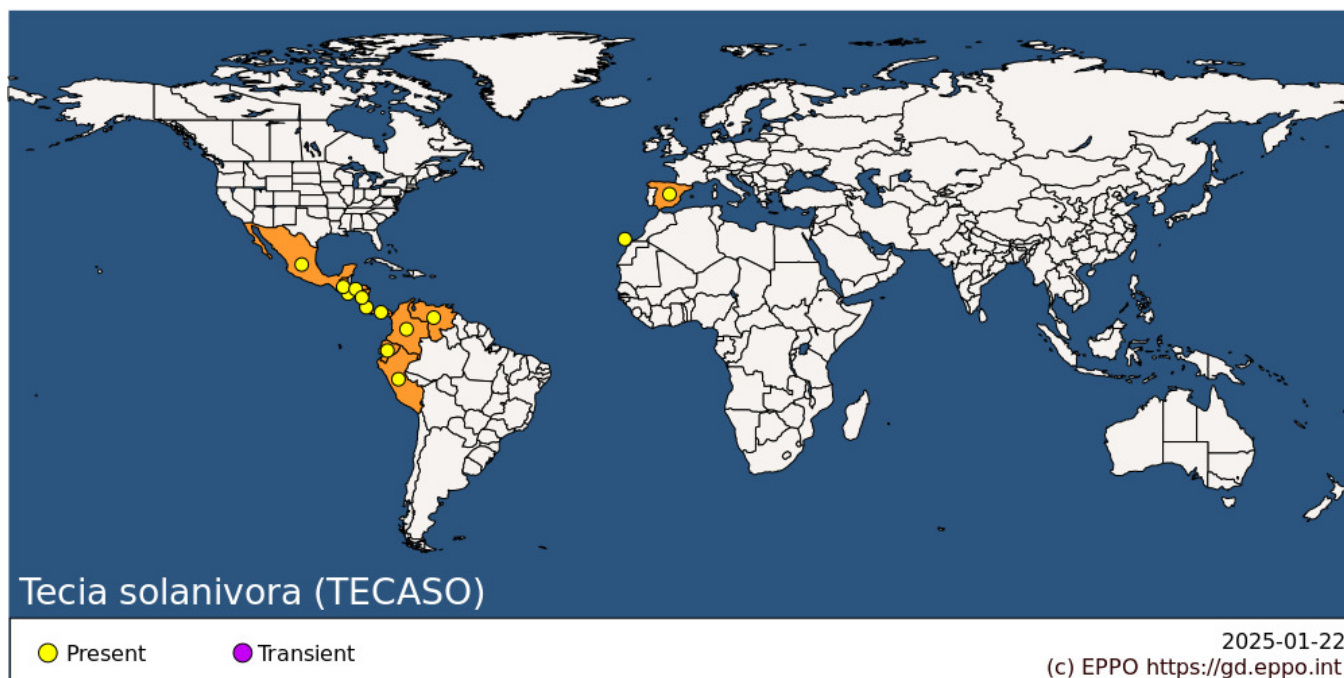 Tecia solanivora (TECASO)
Present
Transient
2025-01-22
(c) EPPO https://gd.eppo.int